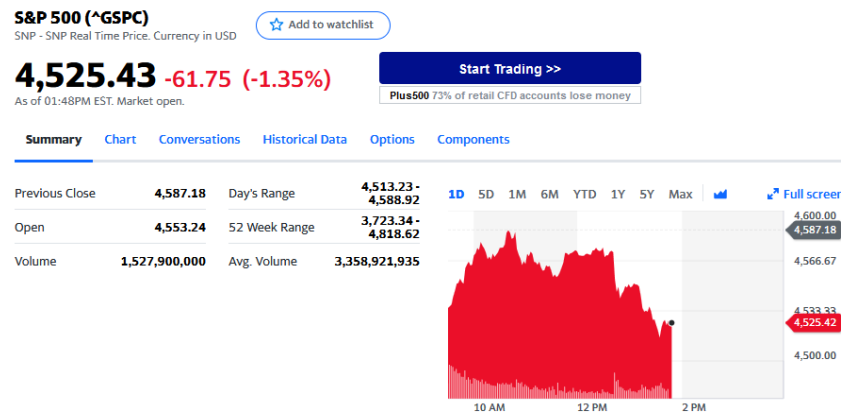 S&P 500 (^GSPC)
Add to watchlist
SNP - SNP Real Time Price. Currency in USD
4,525.43 -61.75 (-1.35%)
As of 01:48PM EST. Market open.
Start Trading >>
Plus500 73% of retail CFD accounts lose money
Summary Chart Conversations Historical Data Options Components
Previous Close 4,587.18
Open 4,553.24
Volume 1,527,900,000
Day's Range 4,513.23 -
4,588.92
52 Week Range 3,723.34 -
4,818.62
Avg. Volume 3,358,921,935
1D 5D 1M 6M YTD 1Y 5Y Max Full screen
4,600.00
4,587.18
4,566.67
4,533.33
4,525.42
4,500.00
10 AM 12 PM 2 PM